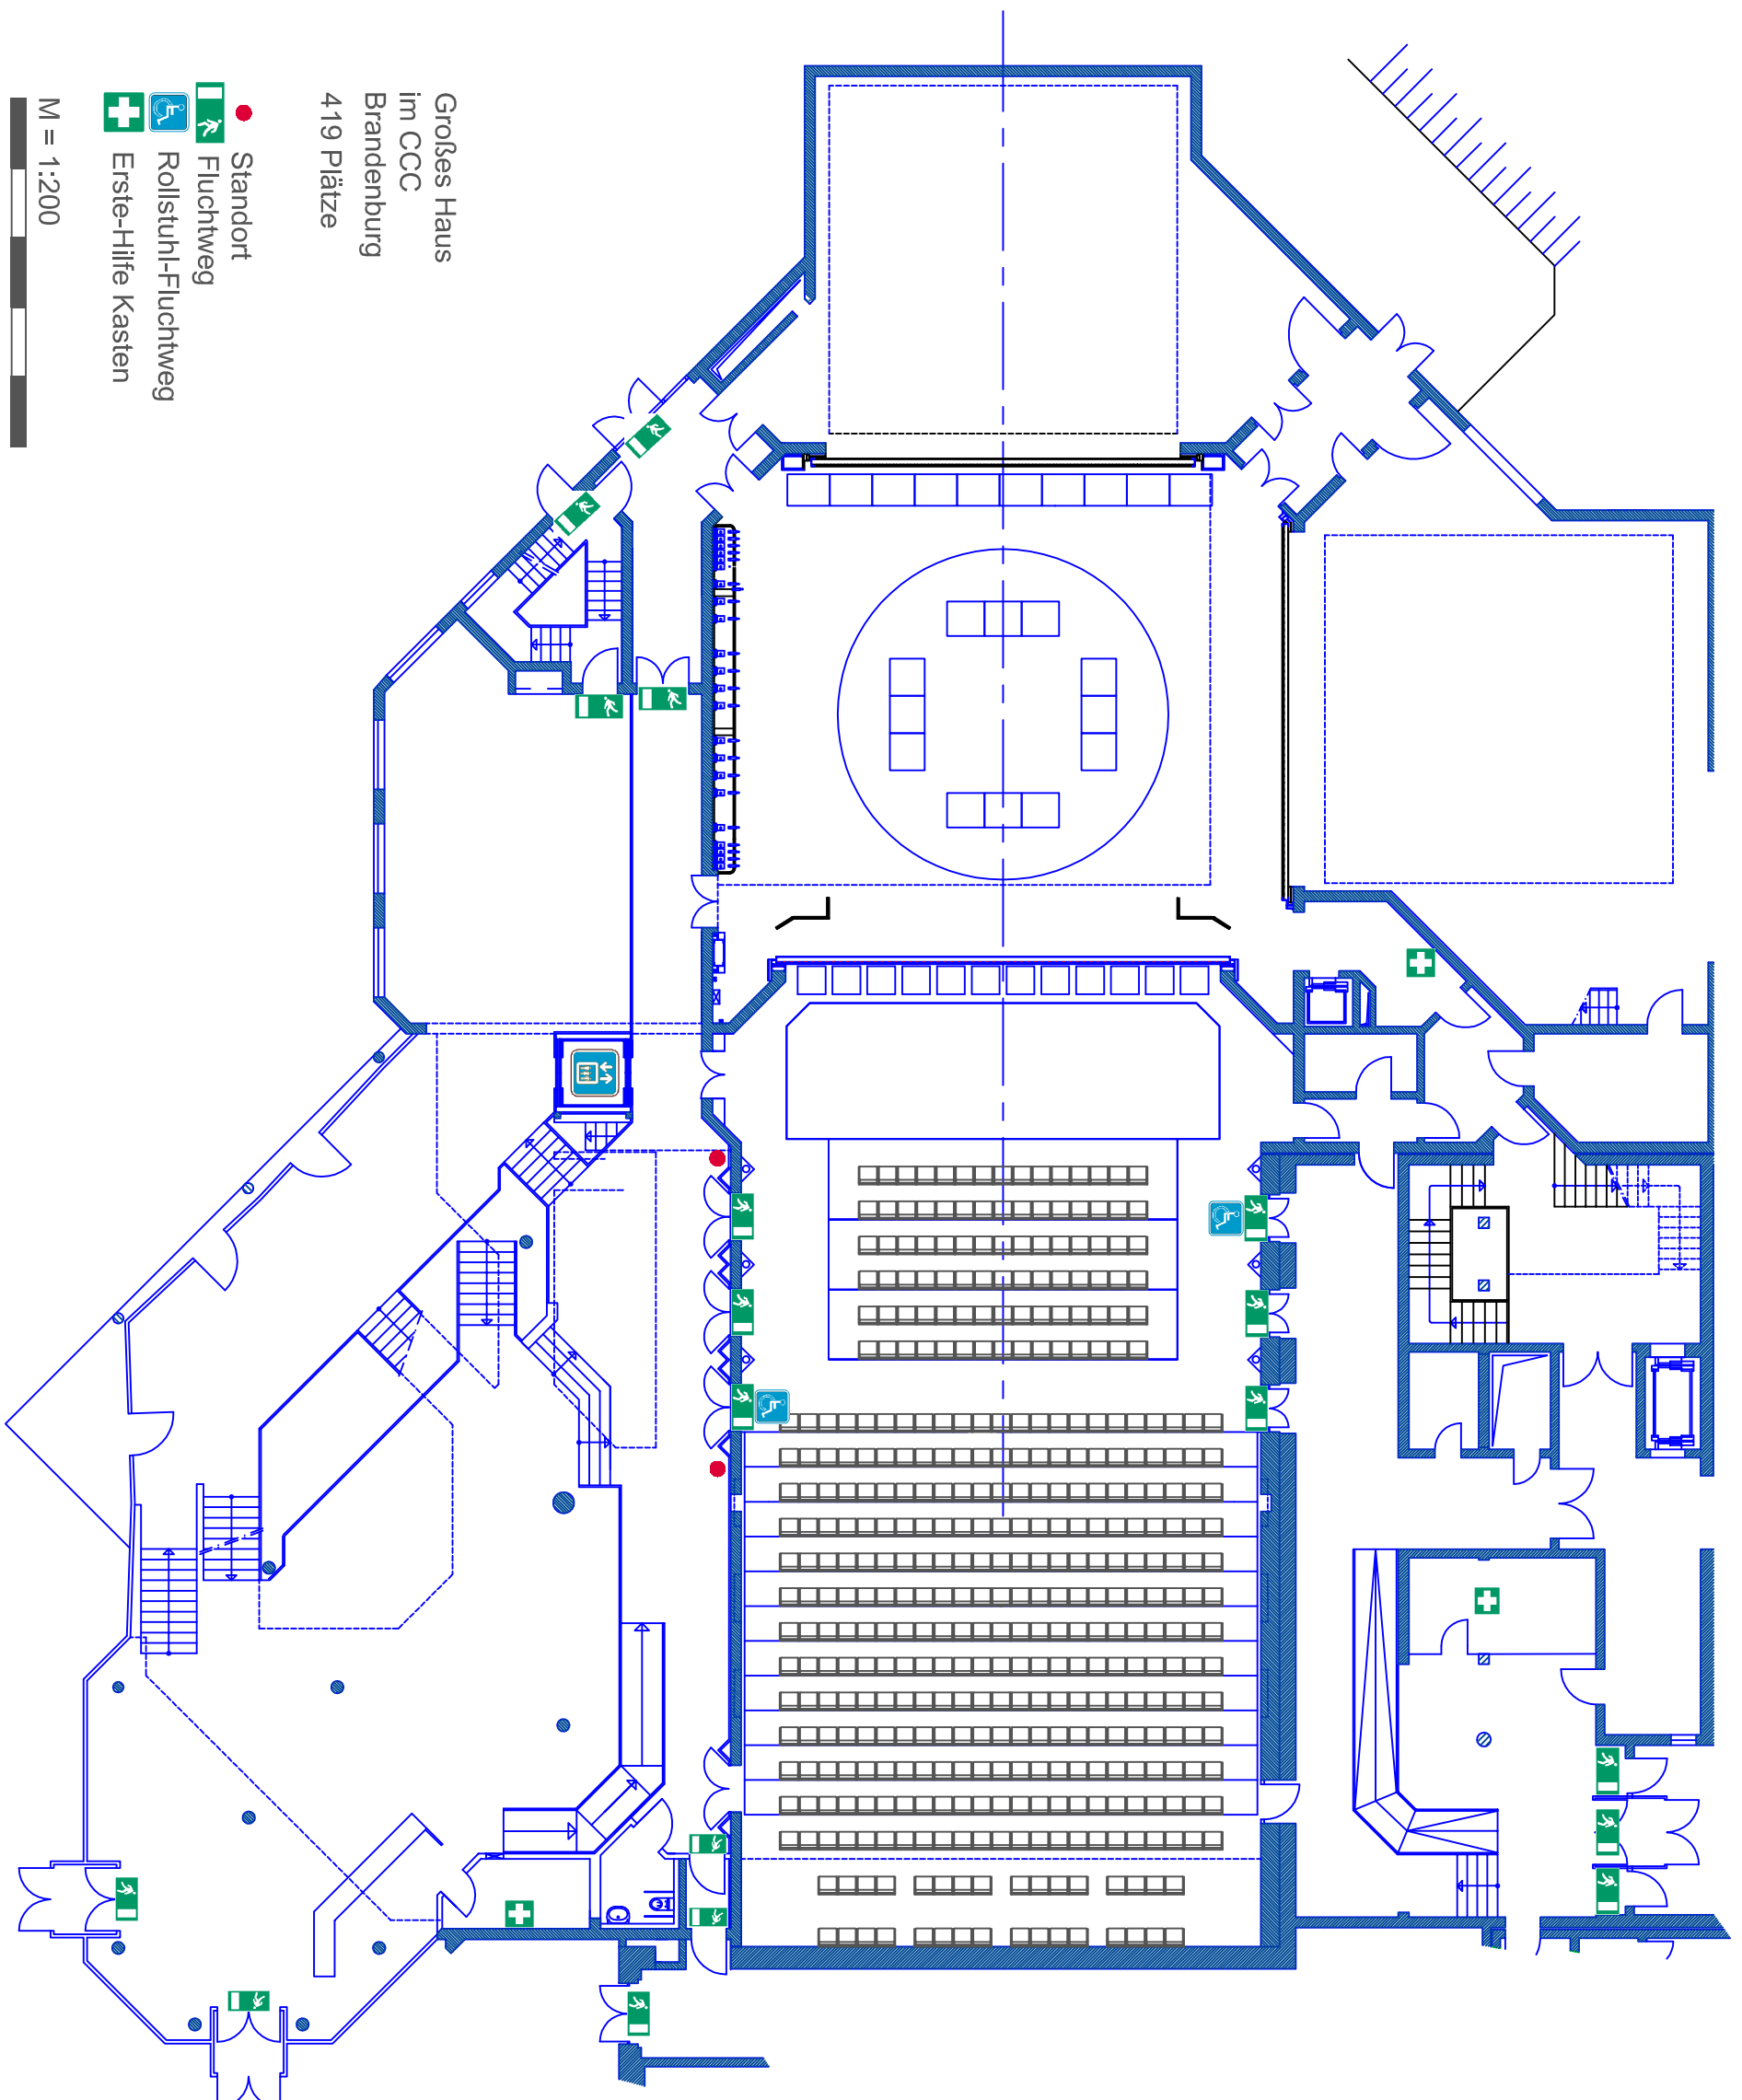 Großes Haus
im CCC
Brandenburg
419 Plätze
Standort
Fluchtweg
Rollstuhl-Fluchtweg
Erste-Hilfe Kasten
M = 1:200